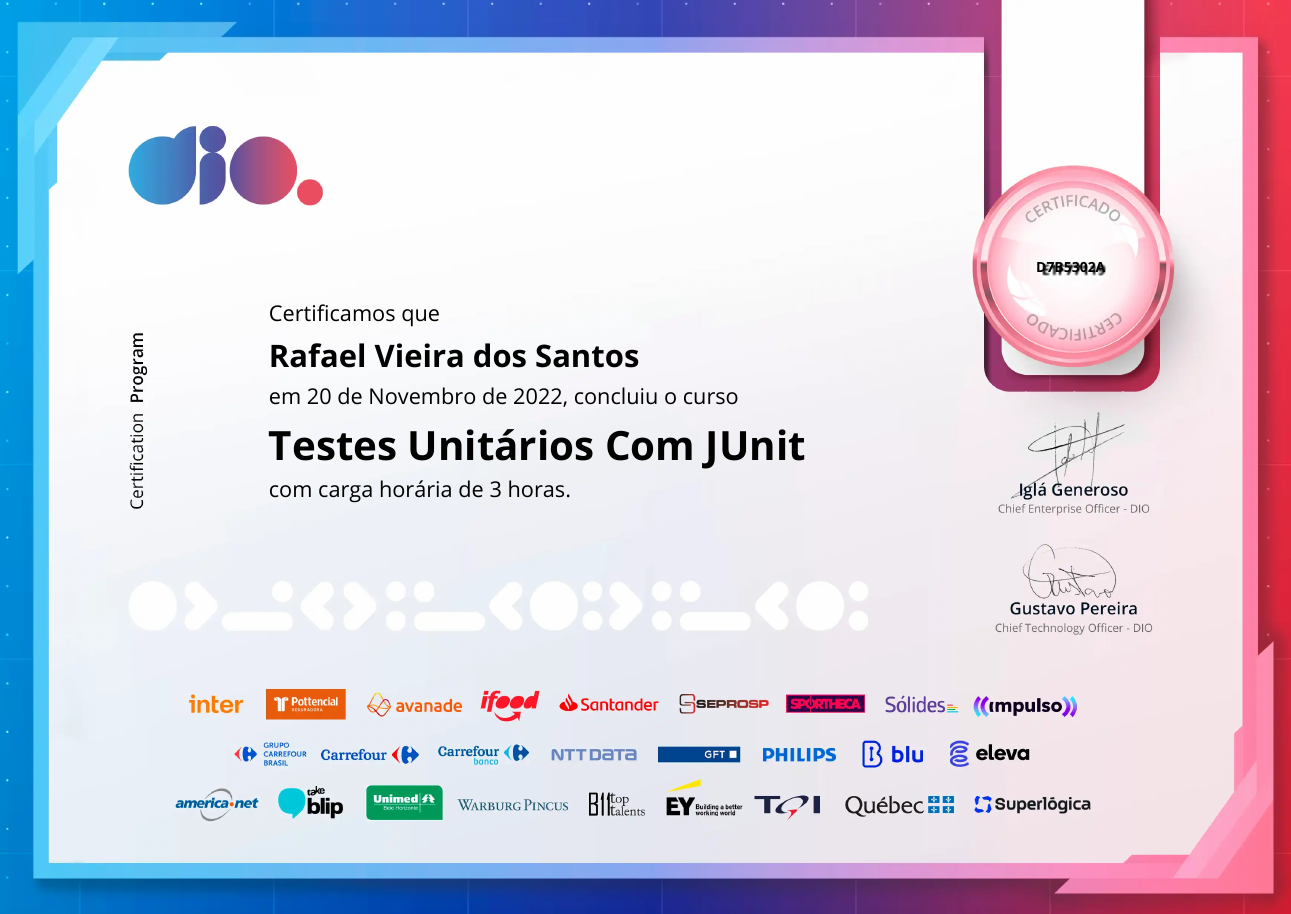 dio.
CERTIFICADO
D7B5302A
CERTIFICADO
Certification Program
Certificamos que
Rafael Vieira dos Santos
em 20 de Novembro de 2022, concluiu o curso
Testes Unitários Com JUnit
com carga horária de 3 horas.
Iglá Generoso
Chief Enterprise Officer - DIO
Gustavo Pereira
Chief Technology Officer - DIO
inter Pottencial SEGURADORA avanade ifood Santander SEPROSP SPORTHECA Sólides impulso
GRUPO CARREFOUR BRASIL Carrefour Carrefour banco NTT DATA GFT PHILIPS blu eleva
america.net take blip Unimed Belo Horizonte WARBURG PINCUS B11 top talents EY Building a better working world TQI Québec Superlógica